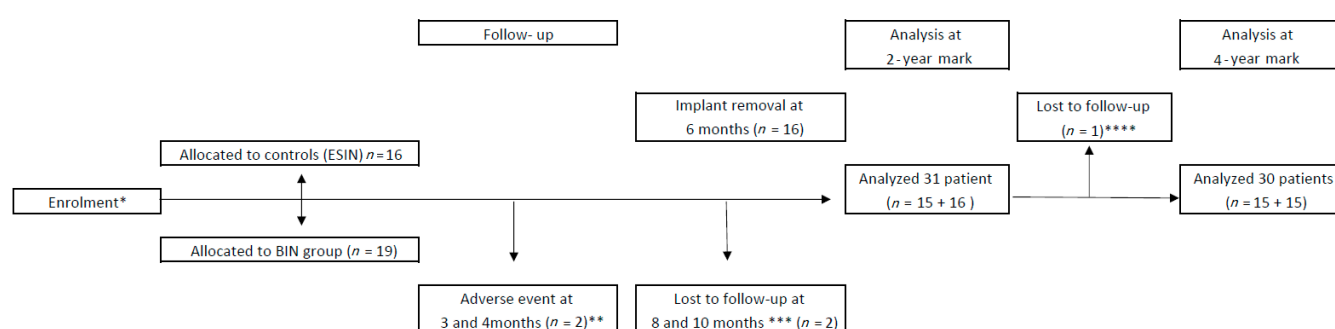 Follow- up
Analysis at
2-year mark
Analysis at
4-year mark
Implant removal at
6 months (n = 16)
Lost to follow-up
(n = 1)****
Allocated to controls (ESIN) n=16
Enrolment*
Analyzed 31 patient
(n = 15 + 16 )
Analyzed 30 patients
(n = 15 + 15)
Allocated to BIN group (n = 19)
Adverse event at
3 and 4months (n = 2)**
Lost to follow-up at
8 and 10 months *** (n = 2)